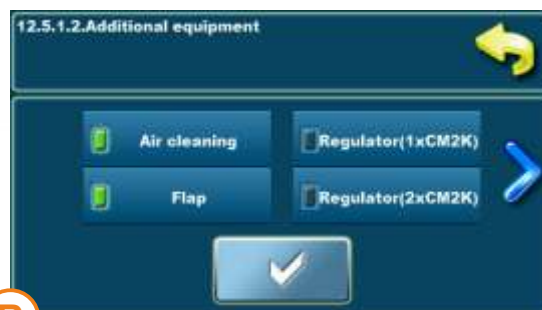 12.5.1.2.Additional equipment
Air cleaning
Regulator(1xCM2K)
Flap
Regulator(2xCM2K)